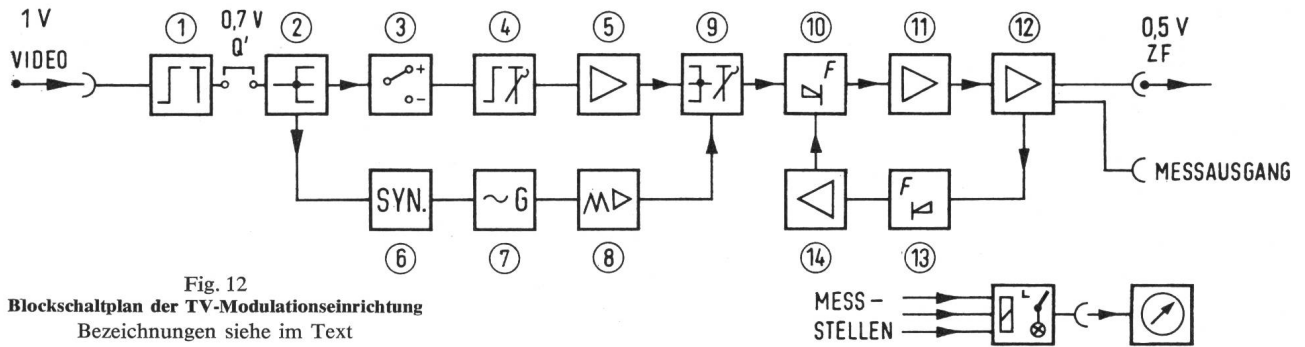 1 V
VIDEO
①
0,7 V
Q'
②
③
④
⑤
⑨
⑩
⑪
⑫
0,5 V
ZF
+
-
F
MESSAUSGANG
SYN.
~ G
F
⑥
⑦
⑧
⑭
⑬
Fig. 12
Blockschaltplan der TV-Modulationseinrichtung
Bezeichnungen siehe im Text
MESS-
STELLEN